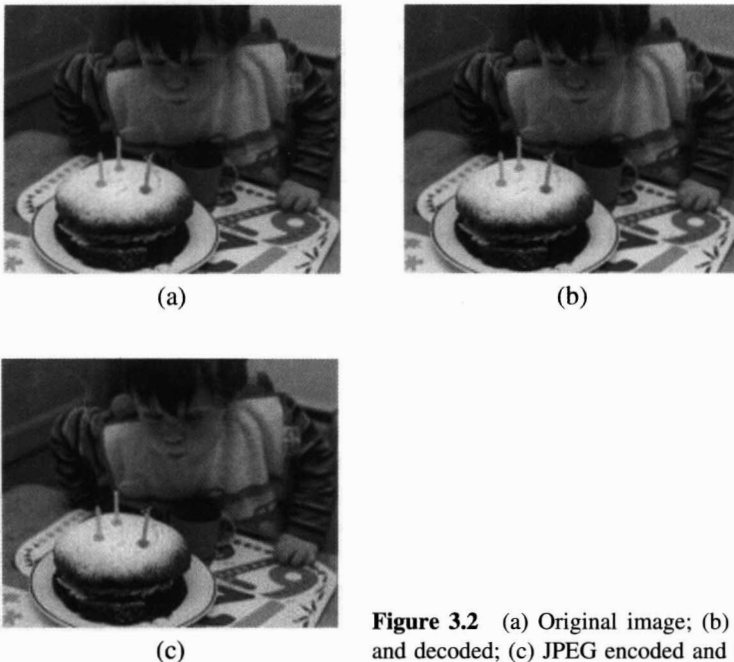 (a)
(b)
(c)
Figure 3.2 (a) Original image; (b)
and decoded; (c) JPEG encoded and